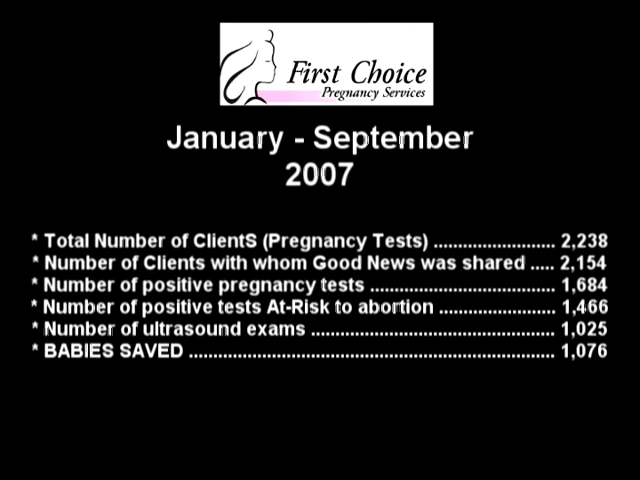 First Choice
Pregnancy Services
January - September
2007
* Total Number of ClientS (Pregnancy Tests) ......................... 2,238
* Number of Clients with whom Good News was shared ..... 2,154
* Number of positive pregnancy tests ...................................... 1,684
* Number of positive tests At-Risk to abortion ........................ 1,466
* Number of ultrasound exams .................................................. 1,025
* BABIES SAVED ........................................................................... 1,076